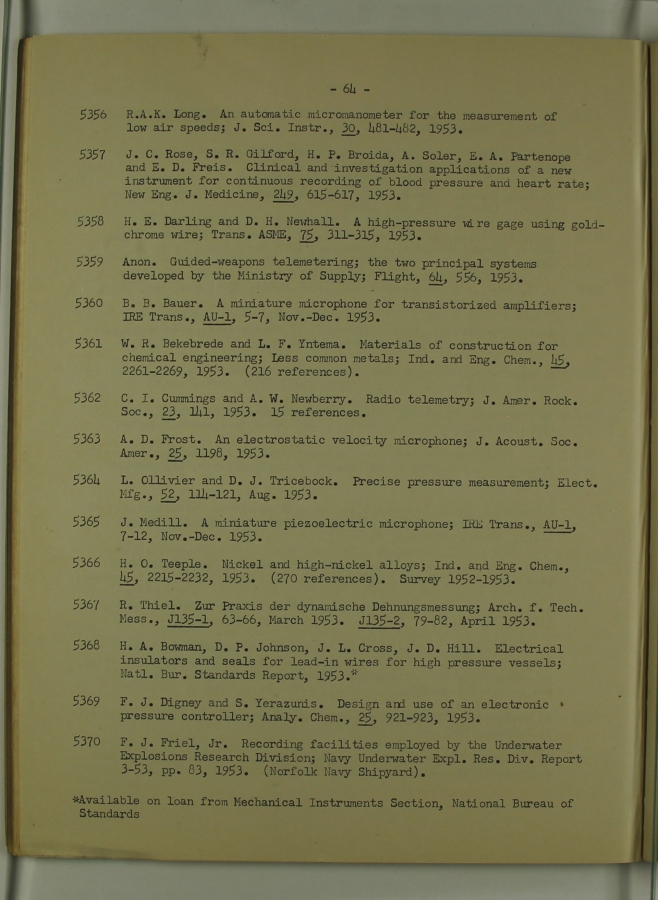 - 64 -
5356 R.A.K. Long. An automatic micromanometer for the measurement of
low air speeds; J. Sci. Instr., 30, 481-482, 1953.
5357 J. C. Rose, S. R. Gilford, H. P. Broida, A. Soler, E. A. Partenope
and E. D. Freis. Clinical and investigation applications of a new
instrument for continuous recording of blood pressure and heart rate;
New Eng. J. Medicine, 249, 615-617, 1953.
5358 H. E. Darling and D. H. Newhall. A high-pressure wire gage using gold-
chrome wire; Trans. ASME, 75, 311-315, 1953.
5359 Anon. Guided-weapons telemetering; the two principal systems
developed by the Ministry of Supply; Flight, 64, 556, 1953.
5360 B. B. Bauer. A miniature microphone for transistorized amplifiers;
IRE Trans., AU-1, 5-7, Nov.-Dec. 1953.
5361 W. R. Bekebrede and L. F. Yntema. Materials of construction for
chemical engineering; Less common metals; Ind. and Eng. Chem., 45,
2261-2269, 1953. (216 references).
5362 C. I. Cummings and A. W. Newberry. Radio telemetry; J. Amer. Rock.
Soc., 23, 141, 1953. 15 references.
5363 A. D. Frost. An electrostatic velocity microphone; J. Acoust. Soc.
Amer., 25, 1198, 1953.
5364 L. Ollivier and D. J. Tricebock. Precise pressure measurement; Elect.
Mfg., 52, 114-121, Aug. 1953.
5365 J. Medill. A miniature piezoelectric microphone; IRE Trans., AU-1,
7-12, Nov.-Dec. 1953.
5366 H. O. Teeple. Nickel and high-nickel alloys; Ind. and Eng. Chem.,
45, 2215-2232, 1953. (270 references). Survey 1952-1953.
5367 R. Thiel. Zur Praxis der dynamische Dehnungsmessung; Arch. f. Tech.
Mess., J135-1, 63-66, March 1953. J135-2, 79-82, April 1953.
5368 H. A. Bowman, D. P. Johnson, J. L. Cross, J. D. Hill. Electrical
insulators and seals for lead-in wires for high pressure vessels;
Natl. Bur. Standards Report, 1953.*
5369 F. J. Digney and S. Yerazunis. Design and use of an electronic
pressure controller; Analy. Chem., 25, 921-923, 1953.
5370 F. J. Friel, Jr. Recording facilities employed by the Underwater
Explosions Research Division; Navy Underwater Expl. Res. Div. Report
3-53, pp. 83, 1953. (Norfolk Navy Shipyard).
*Available on loan from Mechanical Instruments Section, National Bureau of
Standards